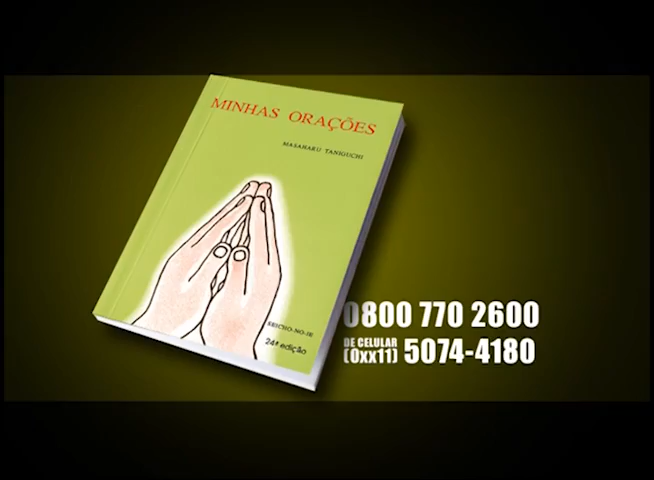 MINHAS ORAÇÕES
MASAHARU TANIGUCHI
SEICHO-NO-IE
24ª edição
0800 770 2600
DE CELULAR
(0xx11) 5074-4180